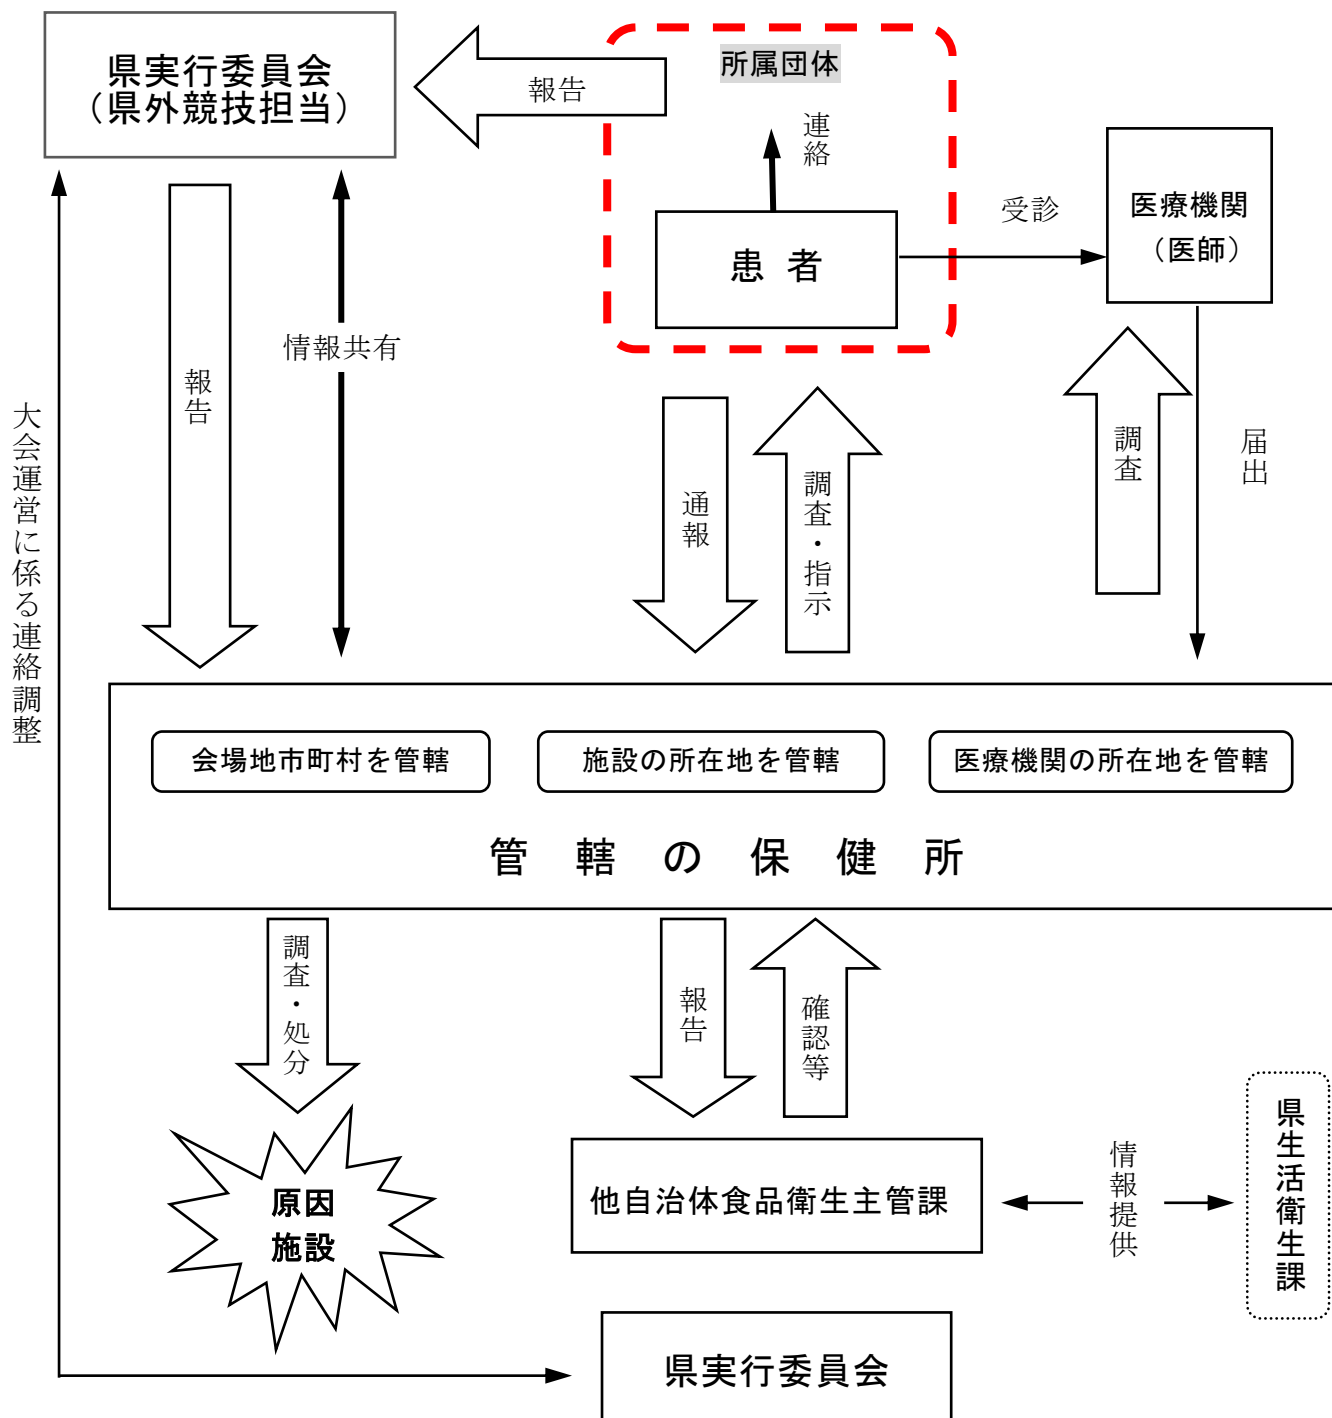 県実行委員会
（県外競技担当）
報告
所属団体
連絡
患者
受診
医療機関
（医師）
報告
情報共有
大会運営に係る連絡調整
通報
調査・指示
調査
届出
会場地市町村を管轄
施設の所在地を管轄
医療機関の所在地を管轄
管轄の保健所
調査・処分
報告
確認等
原因
施設
他自治体食品衛生主管課
情報提供
県生活衛生課
県実行委員会